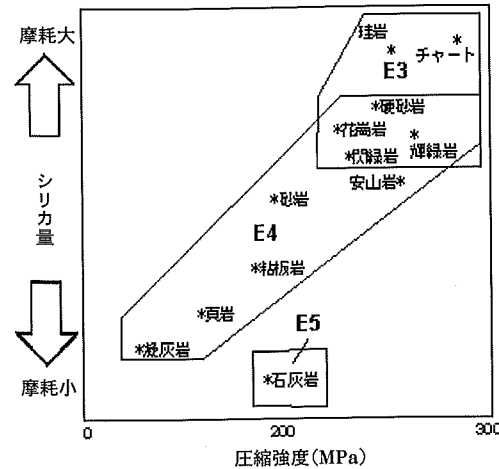 摩耗大
シリカ量
摩耗小
珪岩
チャート
E3
硬砂岩
花崗岩
輝緑岩
閃緑岩
安山岩
砂岩
E4
粘板岩
頁岩
E5
凝灰岩
石灰岩
0
200
300
圧縮強度(MPa)